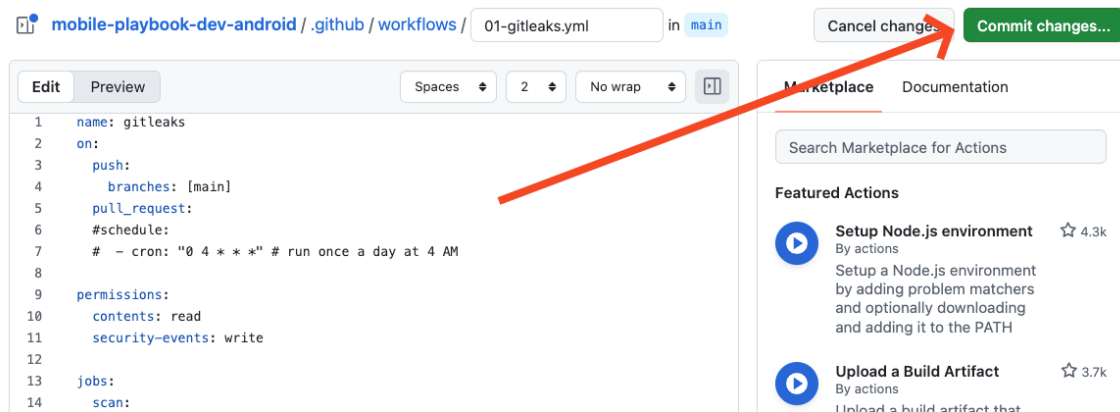 mobile-playbook-dev-android / .github / workflows / 01-gitleaks.yml in main
Cancel changes
Commit changes...
Edit
Preview
Spaces
2
No wrap
1 name: gitleaks
2 on:
3   push:
4     branches: [main]
5   pull_request:
6   #schedule:
7   #  - cron: "0 4 * * *" # run once a day at 4 AM
8
9 permissions:
10   contents: read
11   security-events: write
12
13 jobs:
14   scan:
Marketplace
Documentation
Search Marketplace for Actions
Featured Actions
Setup Node.js environment
4.3k
By actions
Setup a Node.js environment
by adding problem matchers
and optionally downloading
and adding it to the PATH
Upload a Build Artifact
3.7k
By actions
Upload a build artifact that